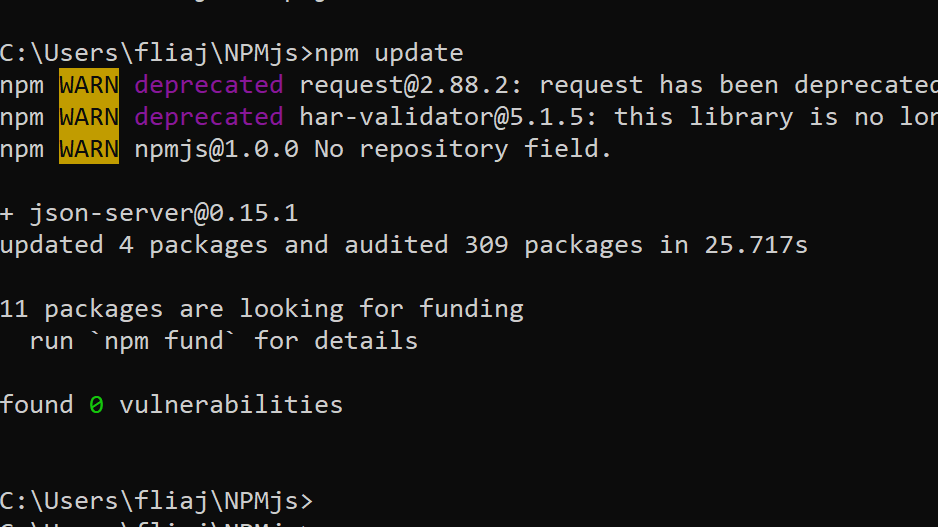 C:\Users\fliaj\NPMjs>npm update
npm WARN deprecated request@2.88.2: request has been deprecated
npm WARN deprecated har-validator@5.1.5: this library is no lon
npm WARN npmjs@1.0.0 No repository field.
+ json-server@0.15.1
updated 4 packages and audited 309 packages in 25.717s
11 packages are looking for funding
run `npm fund` for details
found 0 vulnerabilities
C:\Users\fliaj\NPMjs>